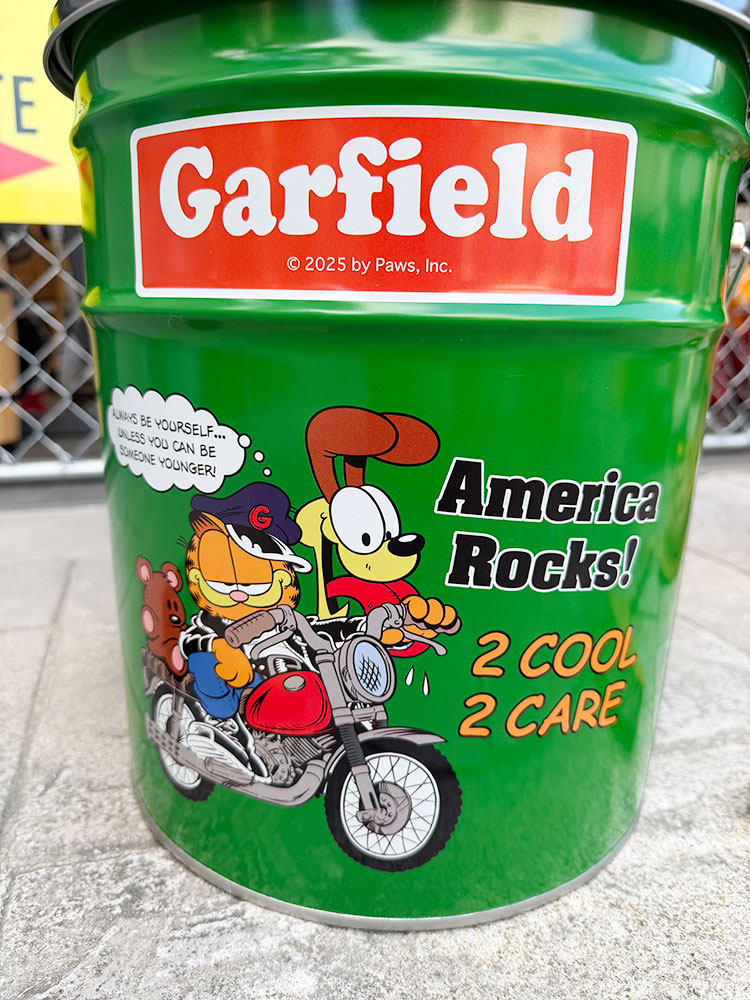 TE
Garfield
© 2025 by Paws, Inc.
ALWAYS BE YOURSELF...
UNLESS YOU CAN BE
SOMEONE YOUNGER!
G
America
Rocks!
2 COOL
2 CARE